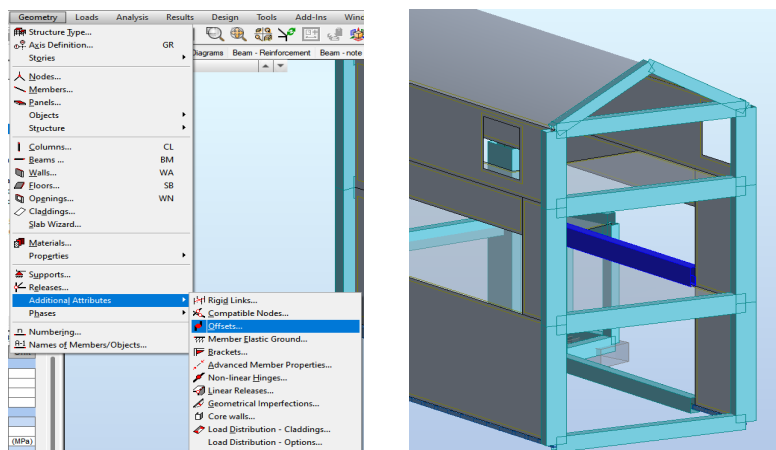 Geometry Loads Analysis Results Design Tools Add-Ins Wind
Structure Type...
Axis Definition... GR
Stories
Diagrams Beam - Reinforcement Beam - note
Nodes...
Members...
Panels...
Objects
Structure
Columns... CL
Beams ... BM
Walls... WA
Floors... SB
Openings... WN
Claddings...
Slab Wizard...
Materials...
Properties
Supports...
Releases...
Additional Attributes
Phases
Numbering...
Names of Members/Objects...
Rigid Links...
Compatible Nodes...
Offsets...
Member Elastic Ground...
Brackets...
Advanced Member Properties...
Non-linear Hinges...
Linear Releases...
Geometrical Imperfections...
Core walls...
Load Distribution - Claddings...
Load Distribution - Options...
(MPa)